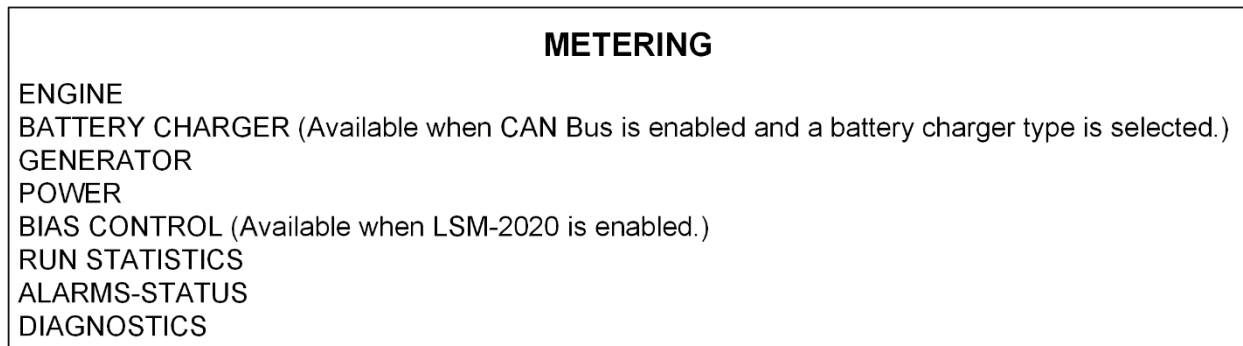 METERING
ENGINE
BATTERY CHARGER (Available when CAN Bus is enabled and a battery charger type is selected.)
GENERATOR
POWER
BIAS CONTROL (Available when LSM-2020 is enabled.)
RUN STATISTICS
ALARMS-STATUS
DIAGNOSTICS